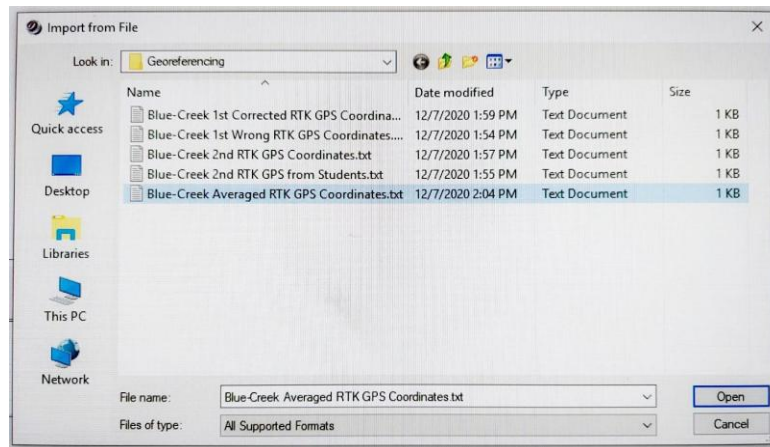 Import from File
Look in: Georeferencing
Name Date modified Type Size
Blue-Creek 1st Corrected RTK GPS Coordina... 12/7/2020 1:59 PM Text Document 1 KB
Blue-Creek 1st Wrong RTK GPS Coordinates.... 12/7/2020 1:54 PM Text Document 1 KB
Blue-Creek 2nd RTK GPS Coordinates.txt 12/7/2020 1:57 PM Text Document 1 KB
Blue-Creek 2nd RTK GPS from Students.txt 12/7/2020 1:55 PM Text Document 1 KB
Blue-Creek Averaged RTK GPS Coordinates.txt 12/7/2020 2:04 PM Text Document 1 KB
Quick access
Desktop
Libraries
This PC
Network
File name: Blue-Creek Averaged RTK GPS Coordinates.txt Open
Files of type: All Supported Formats Cancel